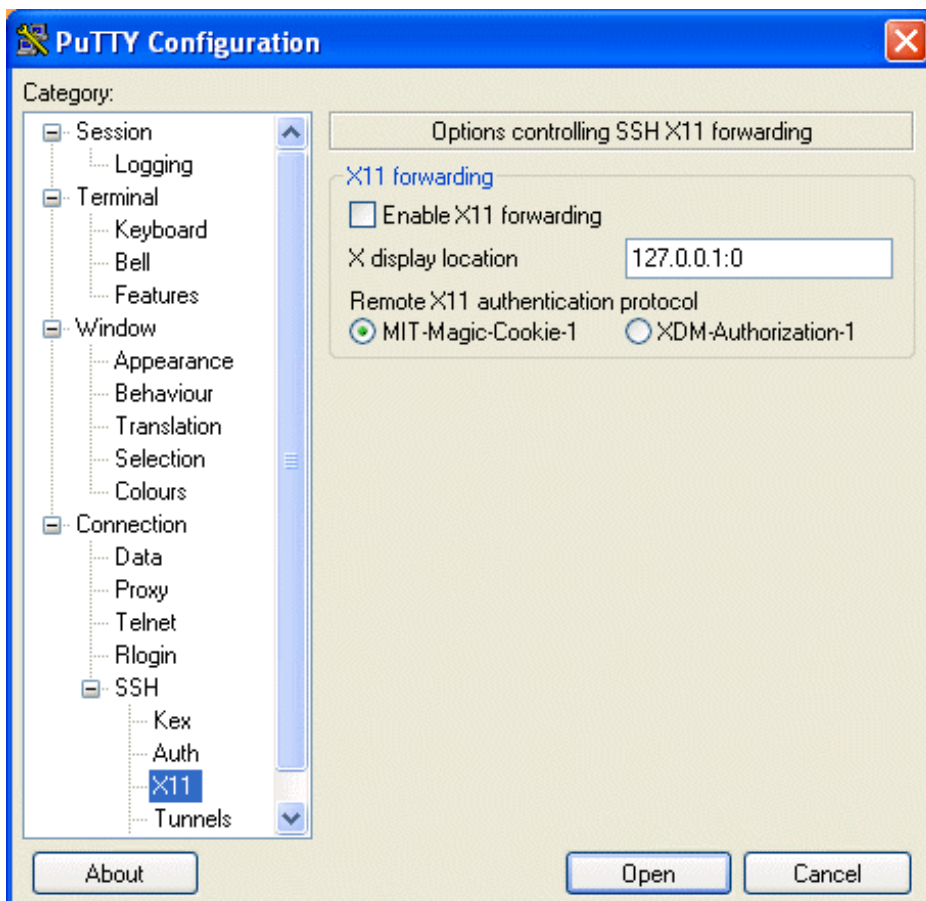 PuTTY Configuration
Category:
Session
Logging
Terminal
Keyboard
Bell
Features
Window
Appearance
Behaviour
Translation
Selection
Colours
Connection
Data
Proxy
Telnet
Rlogin
SSH
Kex
Auth
X11
Tunnels
Options controlling SSH X11 forwarding
X11 forwarding
Enable X11 forwarding
X display location 127.0.0.1:0
Remote X11 authentication protocol
MIT-Magic-Cookie-1 XDM-Authorization-1
About Open Cancel